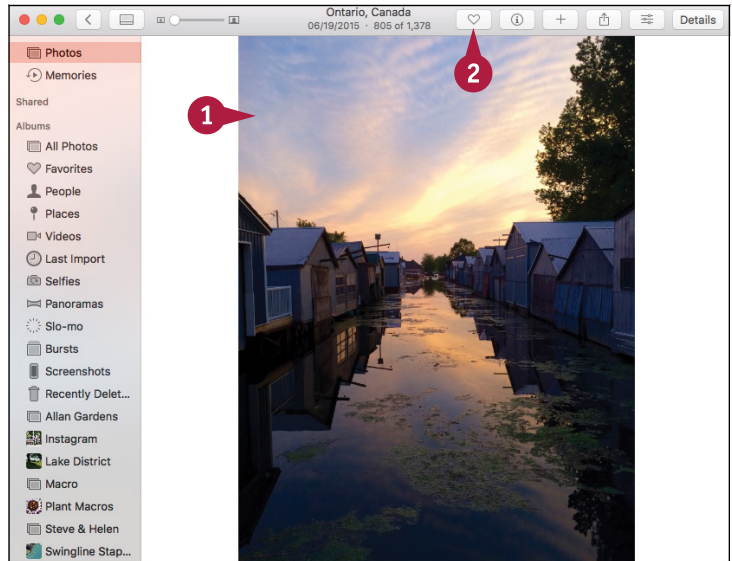 Ontario, Canada
06/19/2015 · 805 of 1,378
Details
2
1
Photos
Memories
Shared
Albums
All Photos
Favorites
People
Places
Videos
Last Import
Selfies
Panoramas
Slo-mo
Bursts
Screenshots
Recently Delet...
Allan Gardens
Instagram
Lake District
Macro
Plant Macros
Steve & Helen
Swingline Stap...